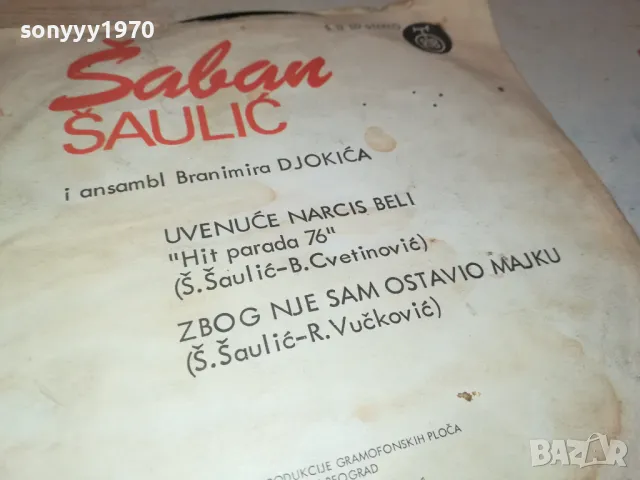 sonyyy1970
Šaban
ŠAULIĆ
i ansambl Branimira DJOKIĆA
UVENUĆE NARCIS BELI
"Hit parada 76"
(Š.Šaulić-B.Cvetinović)
ZBOG NJE SAM OSTAVIO MAJKU
(Š.Šaulić-R.Vučković)
ODUKCIJE GRAMOFONSKIH PLOČA
BEOGRAD
BAZAR